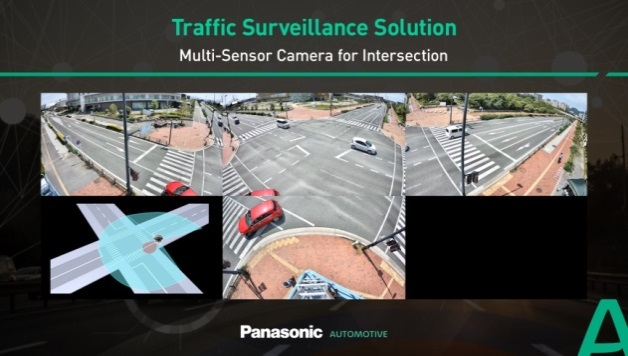 Traffic Surveillance Solution
Multi-Sensor Camera for Intersection
Panasonic AUTOMOTIVE